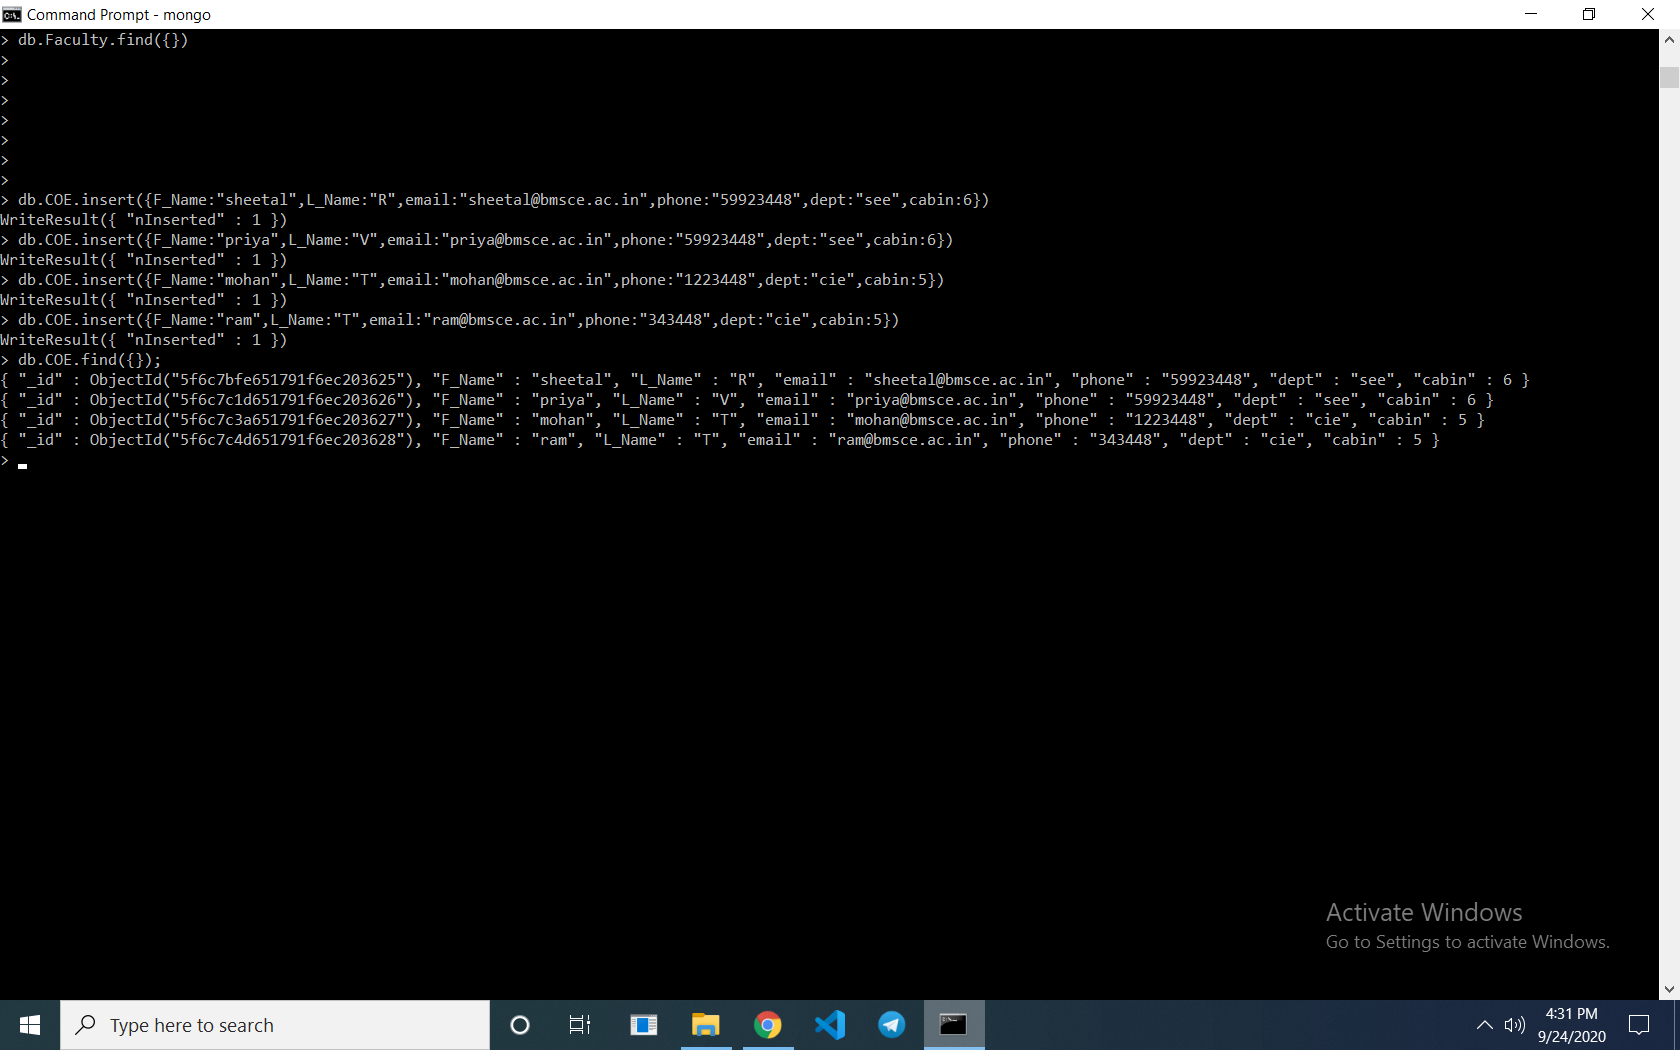 Command Prompt - mongo
> db.Faculty.find({})
>
>
>
>
>
>
>
> db.COE.insert({F_Name:"sheetal",L_Name:"R",email:"sheetal@bmsce.ac.in",phone:"59923448",dept:"see",cabin:6})
WriteResult({ "nInserted" : 1 })
> db.COE.insert({F_Name:"priya",L_Name:"V",email:"priya@bmsce.ac.in",phone:"59923448",dept:"see",cabin:6})
WriteResult({ "nInserted" : 1 })
> db.COE.insert({F_Name:"mohan",L_Name:"T",email:"mohan@bmsce.ac.in",phone:"1223448",dept:"cie",cabin:5})
WriteResult({ "nInserted" : 1 })
> db.COE.insert({F_Name:"ram",L_Name:"T",email:"ram@bmsce.ac.in",phone:"343448",dept:"cie",cabin:5})
WriteResult({ "nInserted" : 1 })
> db.COE.find({});
{ "_id" : ObjectId("5f6c7bfe651791f6ec203625"), "F_Name" : "sheetal", "L_Name" : "R", "email" : "sheetal@bmsce.ac.in", "phone" : "59923448", "dept" : "see", "cabin" : 6 }
{ "_id" : ObjectId("5f6c7c1d651791f6ec203626"), "F_Name" : "priya", "L_Name" : "V", "email" : "priya@bmsce.ac.in", "phone" : "59923448", "dept" : "see", "cabin" : 6 }
{ "_id" : ObjectId("5f6c7c3a651791f6ec203627"), "F_Name" : "mohan", "L_Name" : "T", "email" : "mohan@bmsce.ac.in", "phone" : "1223448", "dept" : "cie", "cabin" : 5 }
{ "_id" : ObjectId("5f6c7c4d651791f6ec203628"), "F_Name" : "ram", "L_Name" : "T", "email" : "ram@bmsce.ac.in", "phone" : "343448", "dept" : "cie", "cabin" : 5 }
>
Activate Windows
Go to Settings to activate Windows.
Type here to search
4:31 PM
9/24/2020